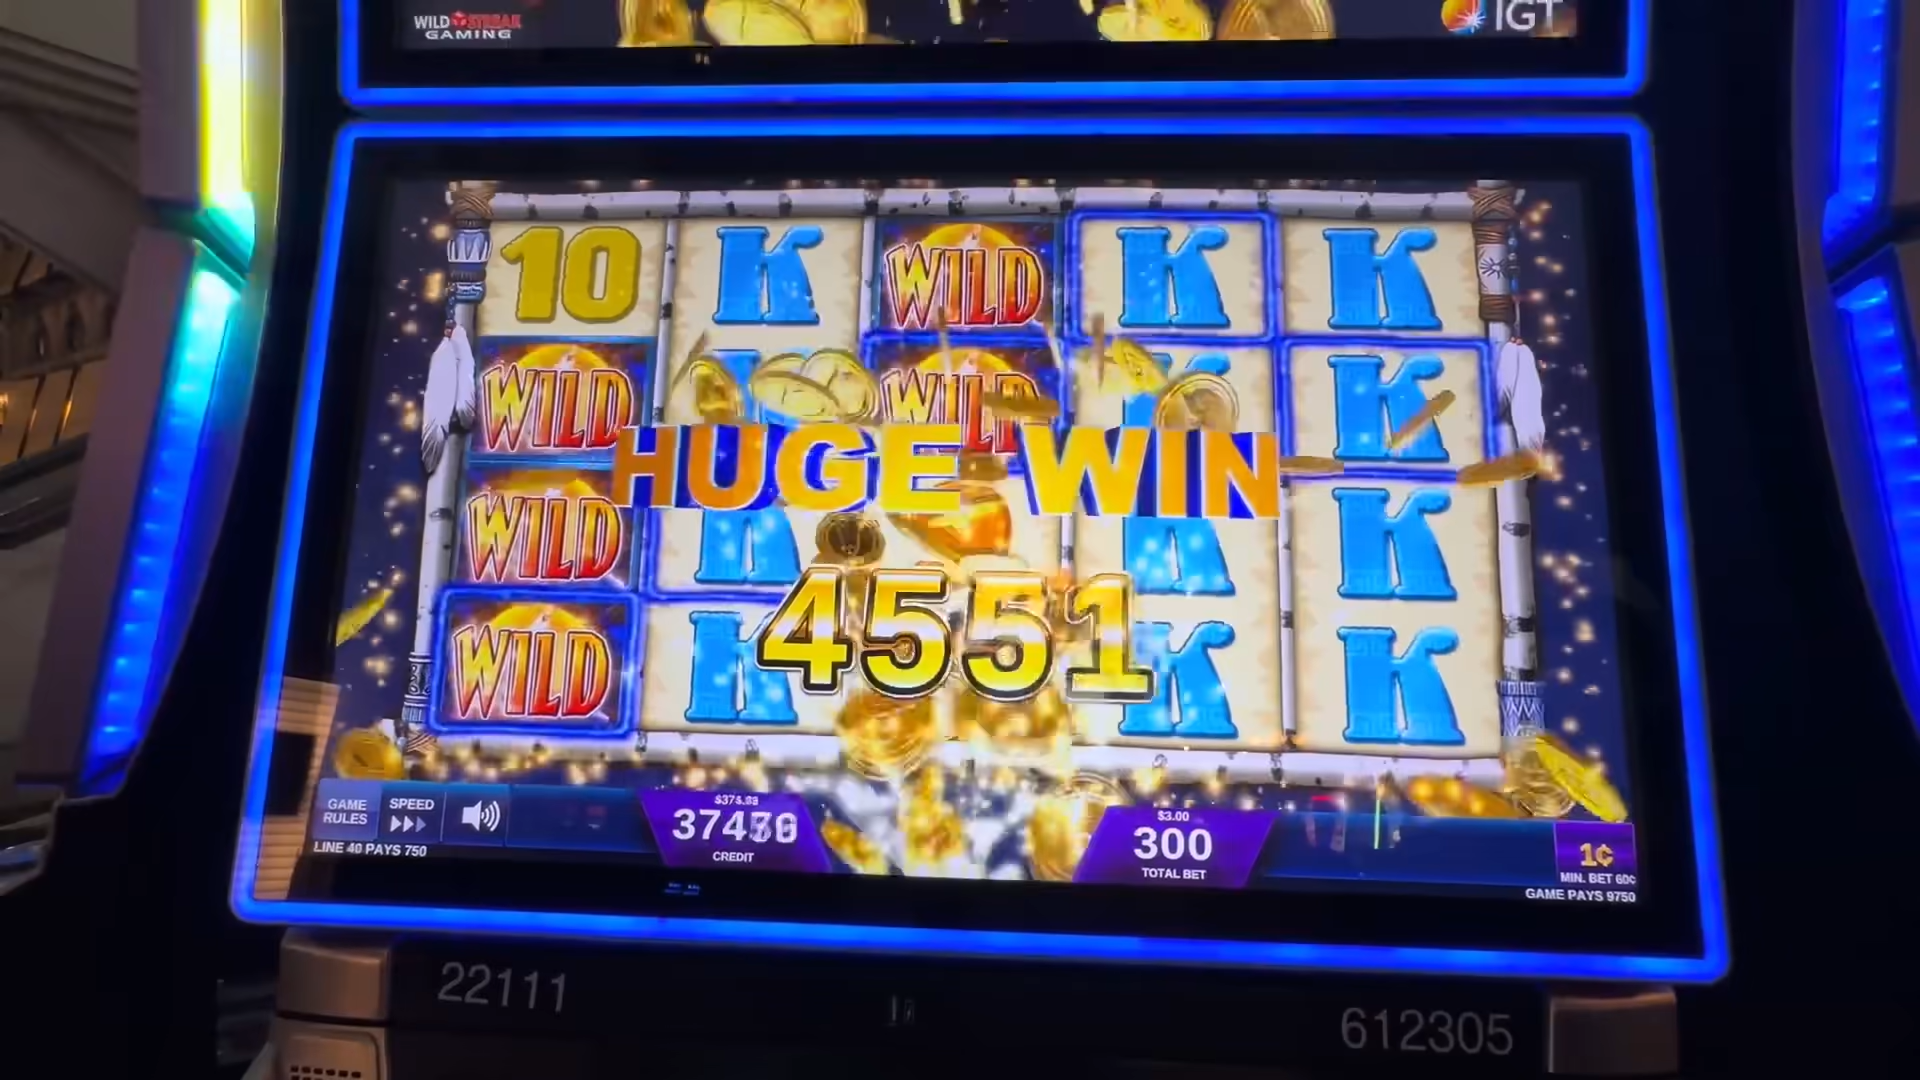 WILD STREAK
GAMING
IGT
10 K WILD K K
WILD WILD K
HUGE WIN
WILD K K K
4551
WILD K K K
GAME
RULES
SPEED
LINE 40 PAYS 750
CREDIT
$3.00
300
TOTAL BET
1¢
MIN. BET 60¢
GAME PAYS 9750
22111
612305